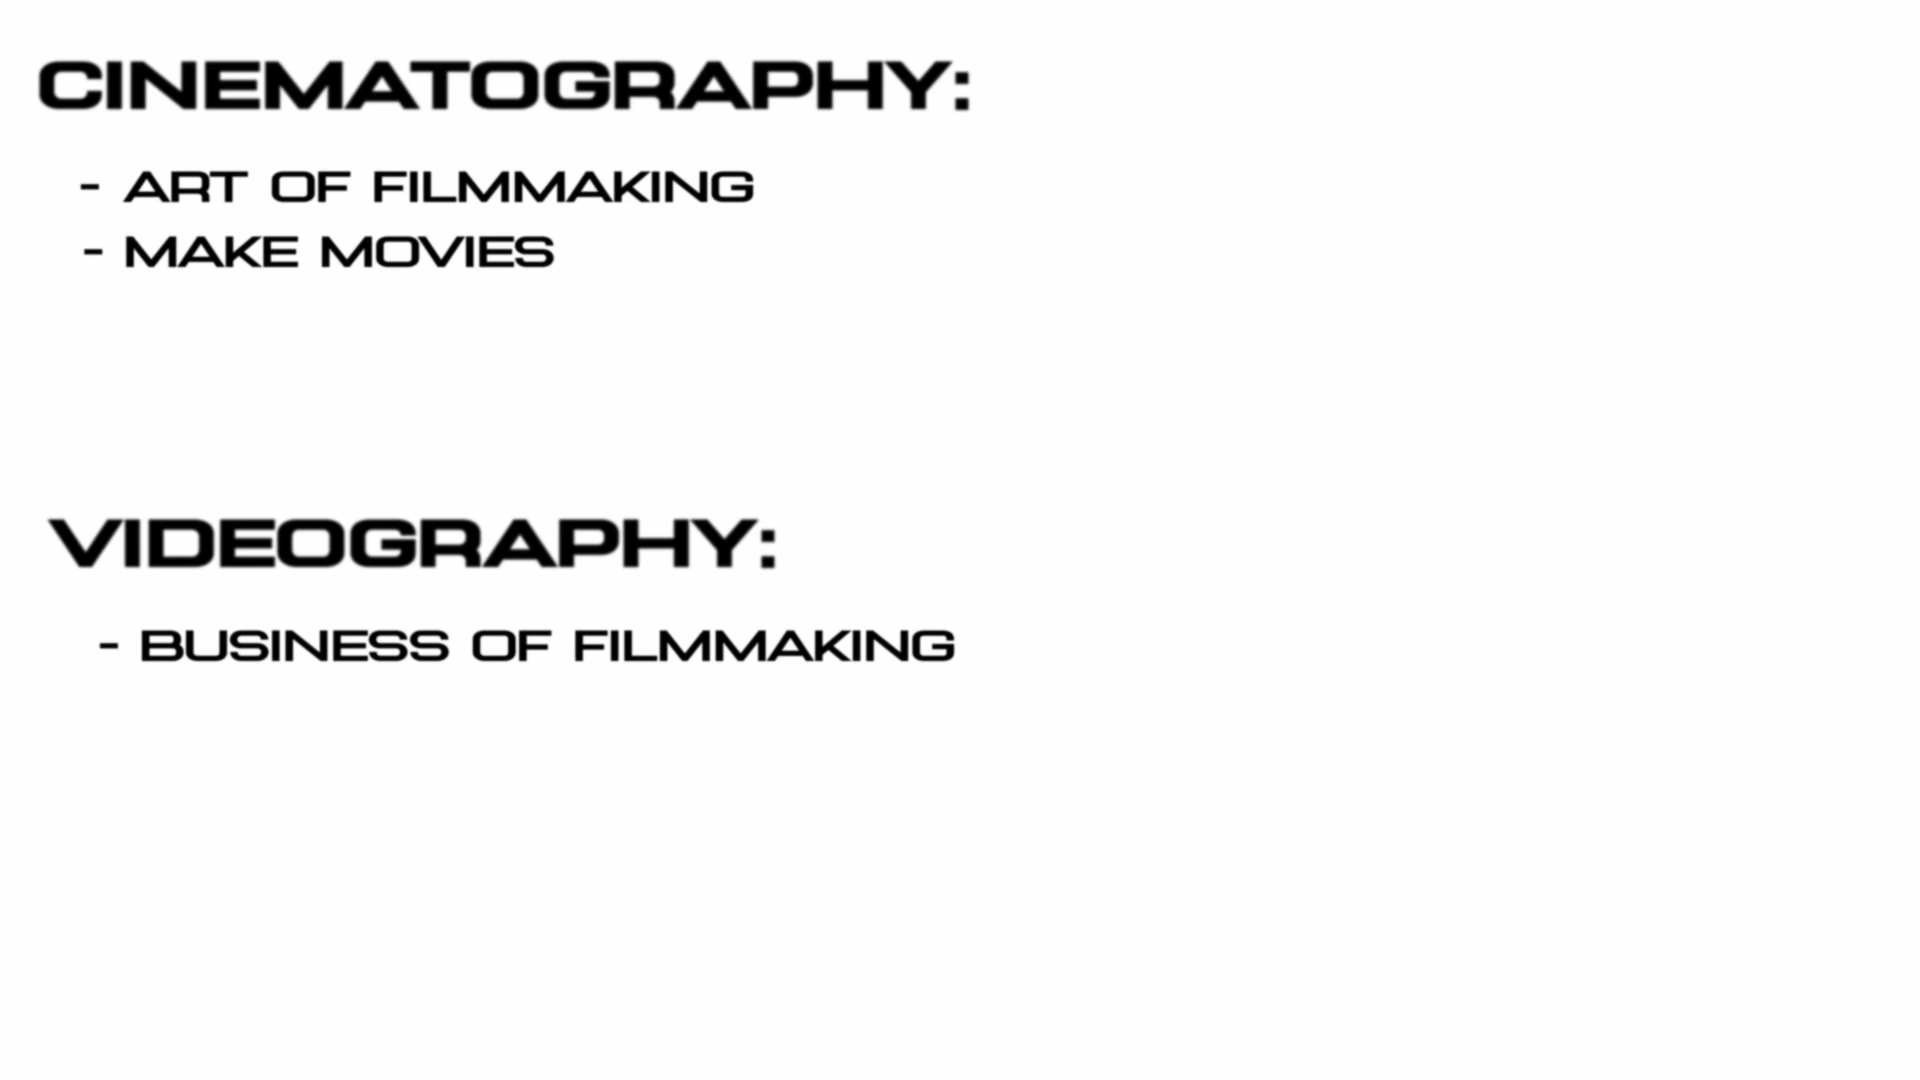 CINEMATOGRAPHY:
- ART OF FILMMAKING
- MAKE MOVIES
VIDEOGRAPHY:
- BUSINESS OF FILMMAKING